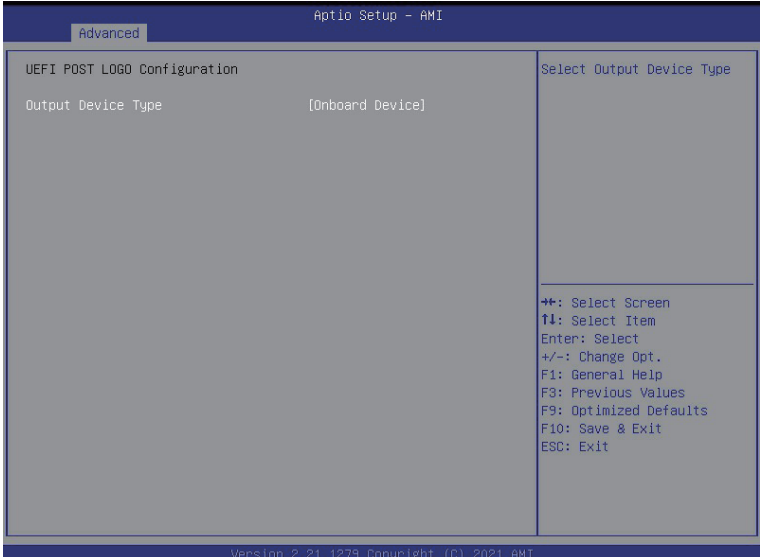 Aptio Setup – AMI
Advanced
UEFI POST LOGO Configuration
Output Device Type [Onboard Device]
Select Output Device Type
→←: Select Screen
↑↓: Select Item
Enter: Select
+/-: Change Opt.
F1: General Help
F3: Previous Values
F9: Optimized Defaults
F10: Save & Exit
ESC: Exit
Version 2.21.1279 Copyright (C) 2021 AMI